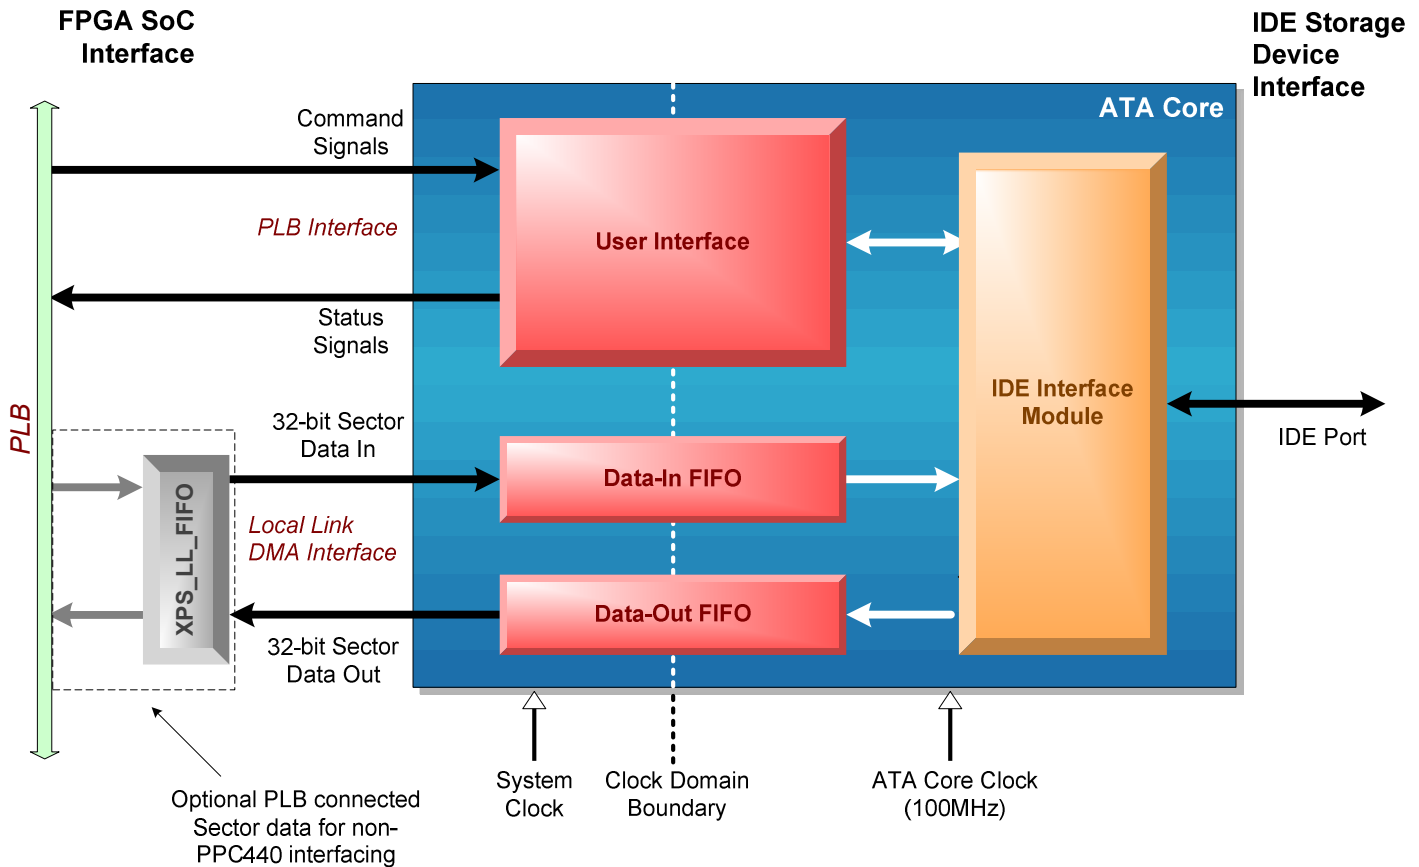 FPGA SoC
Interface
IDE Storage
Device
Interface
ATA Core
Command
Signals
PLB Interface
User Interface
Status
Signals
IDE Interface
Module
IDE Port
PLB
32-bit Sector
Data In
Data-In FIFO
XPS_LL_FIFO
Local Link
DMA Interface
Data-Out FIFO
32-bit Sector
Data Out
System
Clock
Clock Domain
Boundary
ATA Core Clock
(100MHz)
Optional PLB connected
Sector data for non-
PPC440 interfacing